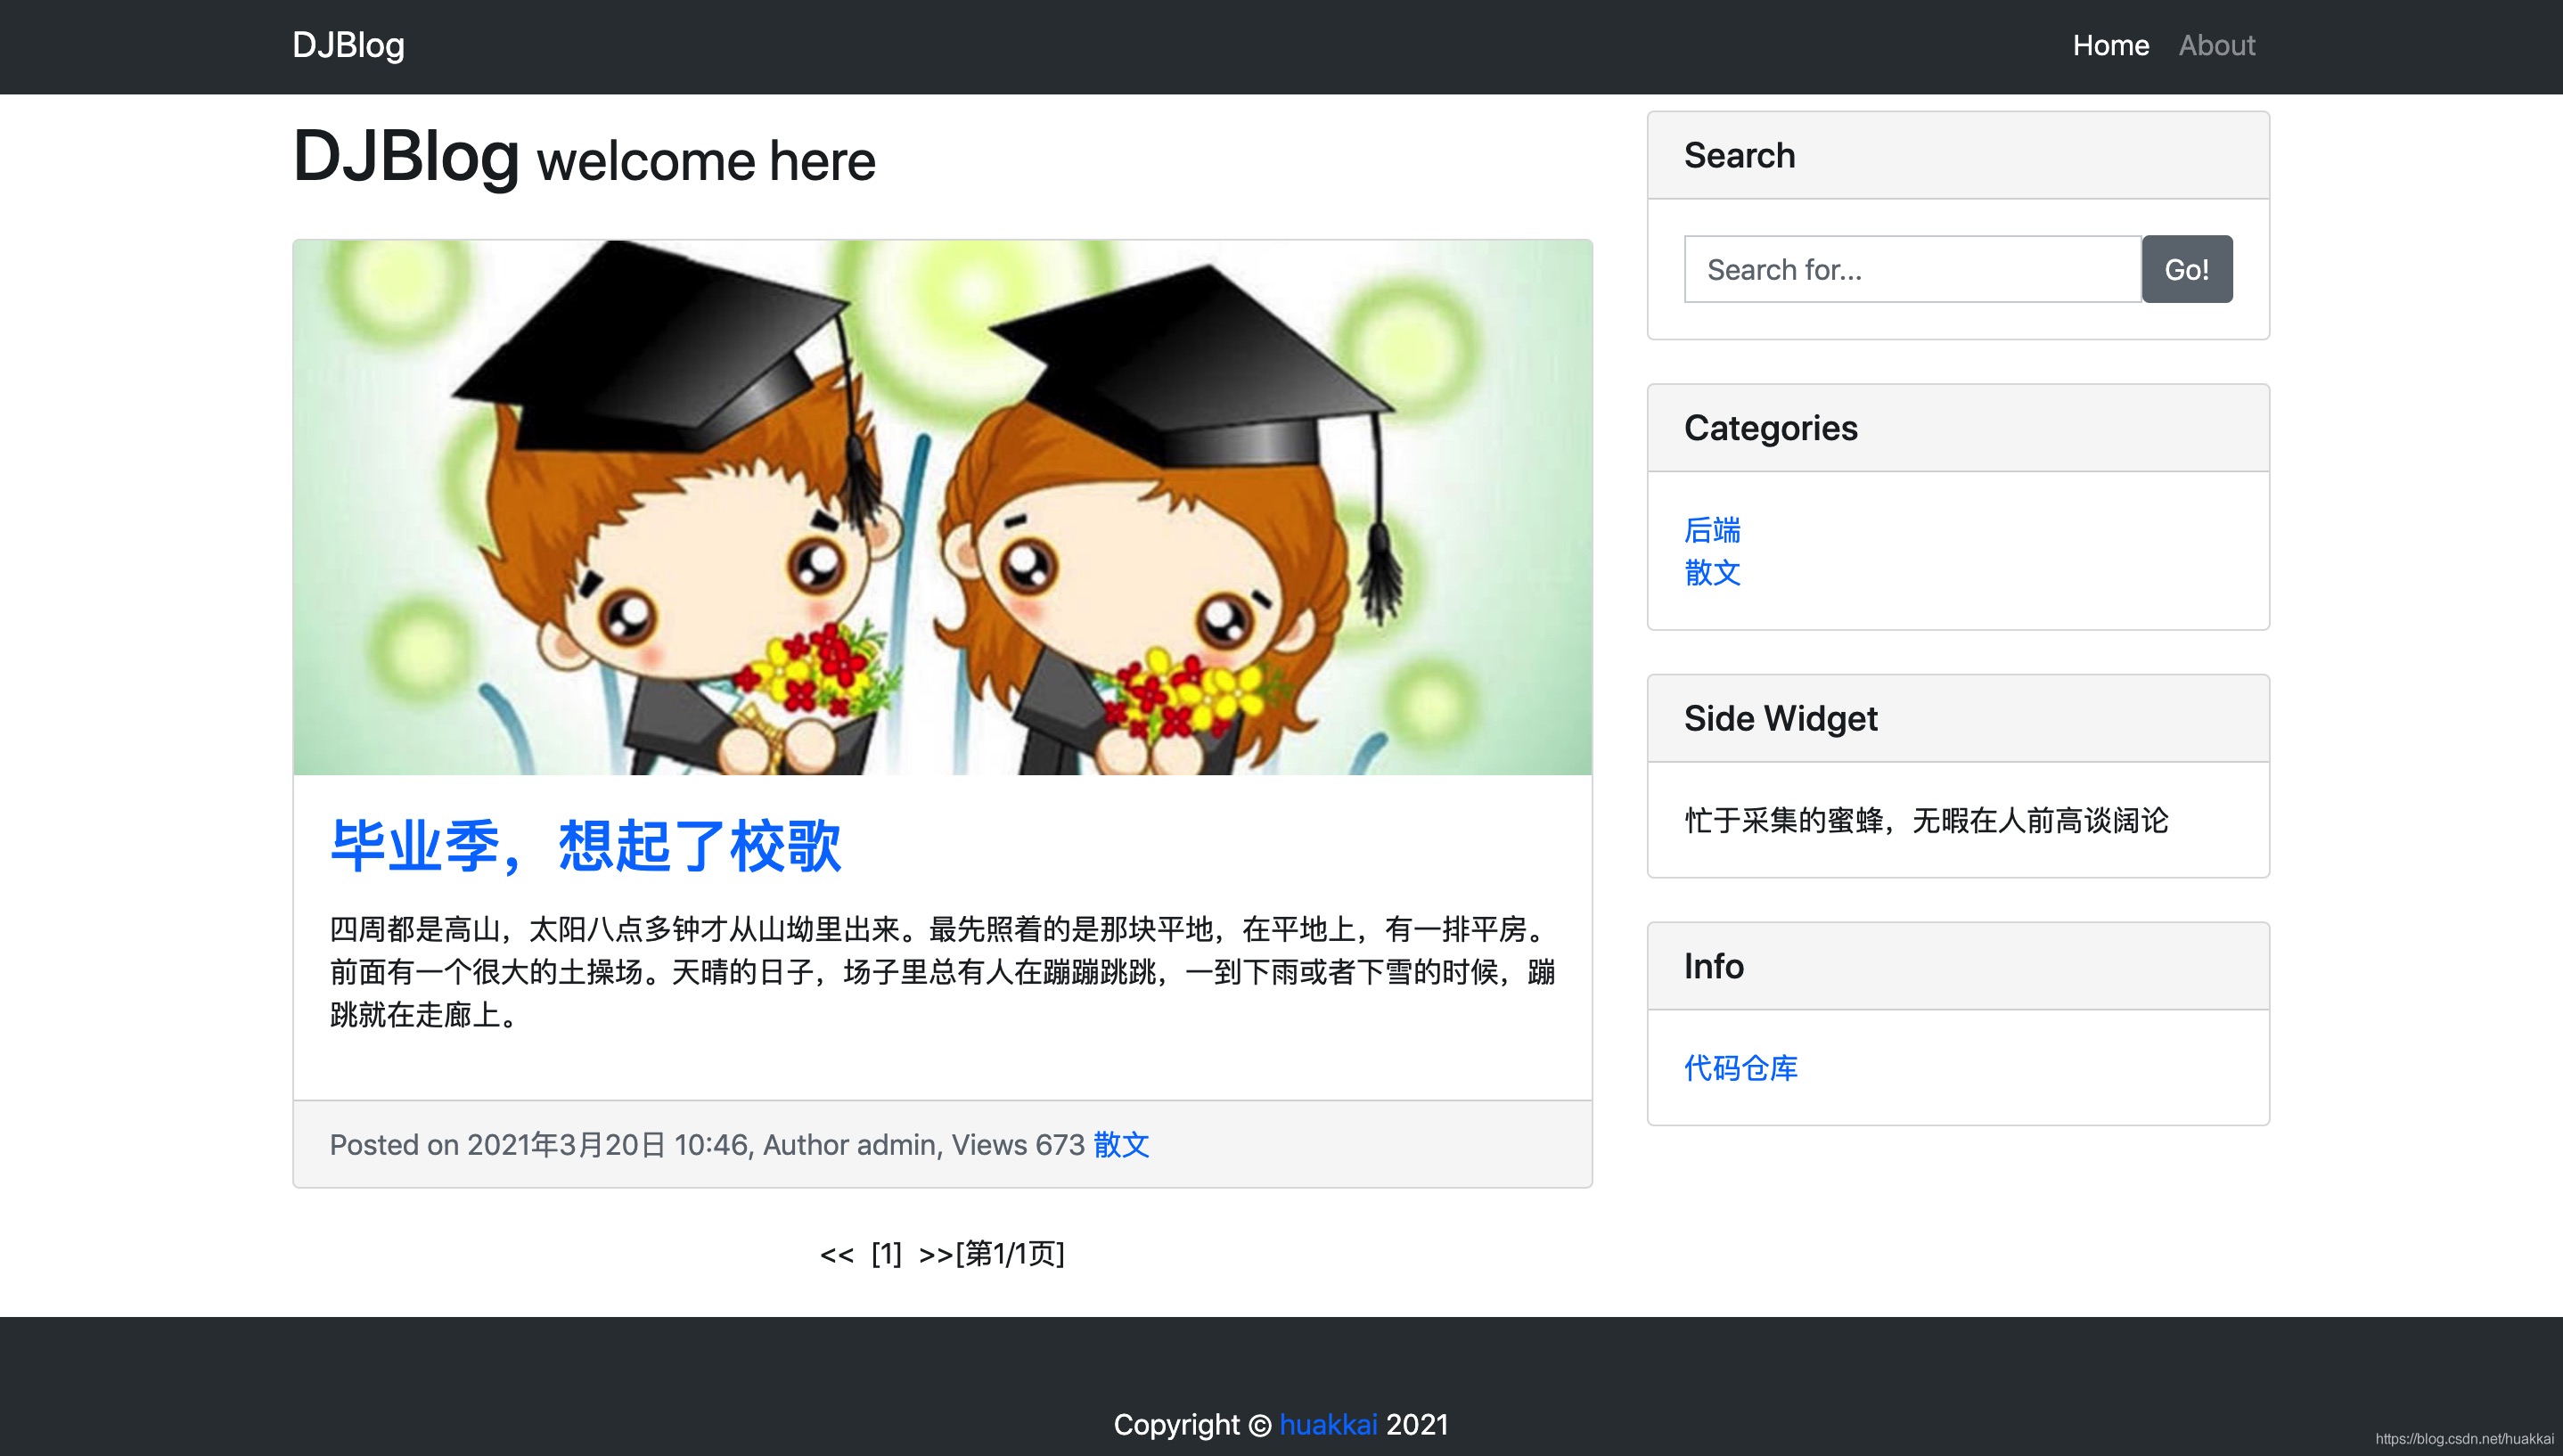 DJBlog
Home About
DJBlog welcome here
毕业季，想起了校歌
四周都是高山，太阳八点多钟才从山坳里出来。最先照着的是那块平地，在平地上，有一排平房。
前面有一个很大的土操场。天晴的日子，场子里总有人在蹦蹦跳跳，一到下雨或者下雪的时候，蹦
跳就在走廊上。
Posted on 2021年3月20日 10:46, Author admin, Views 673 散文
<< [1] >>[第1/1页]
Search
Search for...
Go!
Categories
后端
散文
Side Widget
忙于采集的蜜蜂，无暇在人前高谈阔论
Info
代码仓库
Copyright © huakkai 2021
https://blog.csdn.net/huakkai